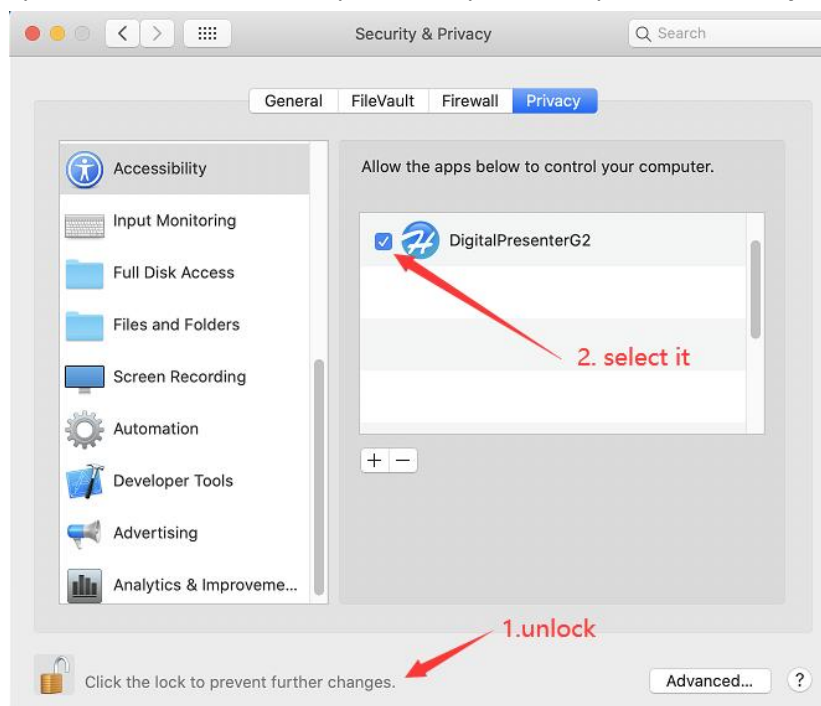 Security & Privacy
Search
General FileVault Firewall Privacy
Accessibility
Allow the apps below to control your computer.
Input Monitoring
DigitalPresenterG2
Full Disk Access
Files and Folders
2. select it
Screen Recording
Automation
+ −
Developer Tools
Advertising
Analytics & Improveme...
1.unlock
Click the lock to prevent further changes.
Advanced... ?